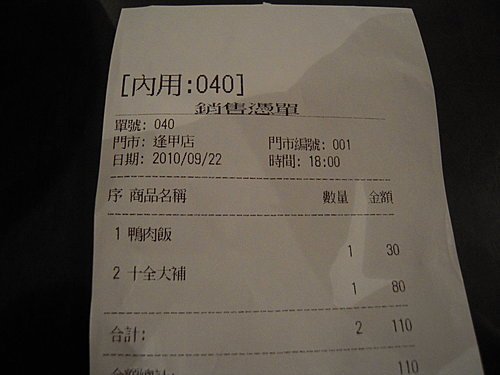 [內用:040]
銷售憑單
單號: 040
門市: 逢甲店 門市編號: 001
日期: 2010/09/22 時間: 18:00
序 商品名稱 數量 金額
1 鴨肉飯
1 30
2 十全大補
1 80
合計: 2 110
110